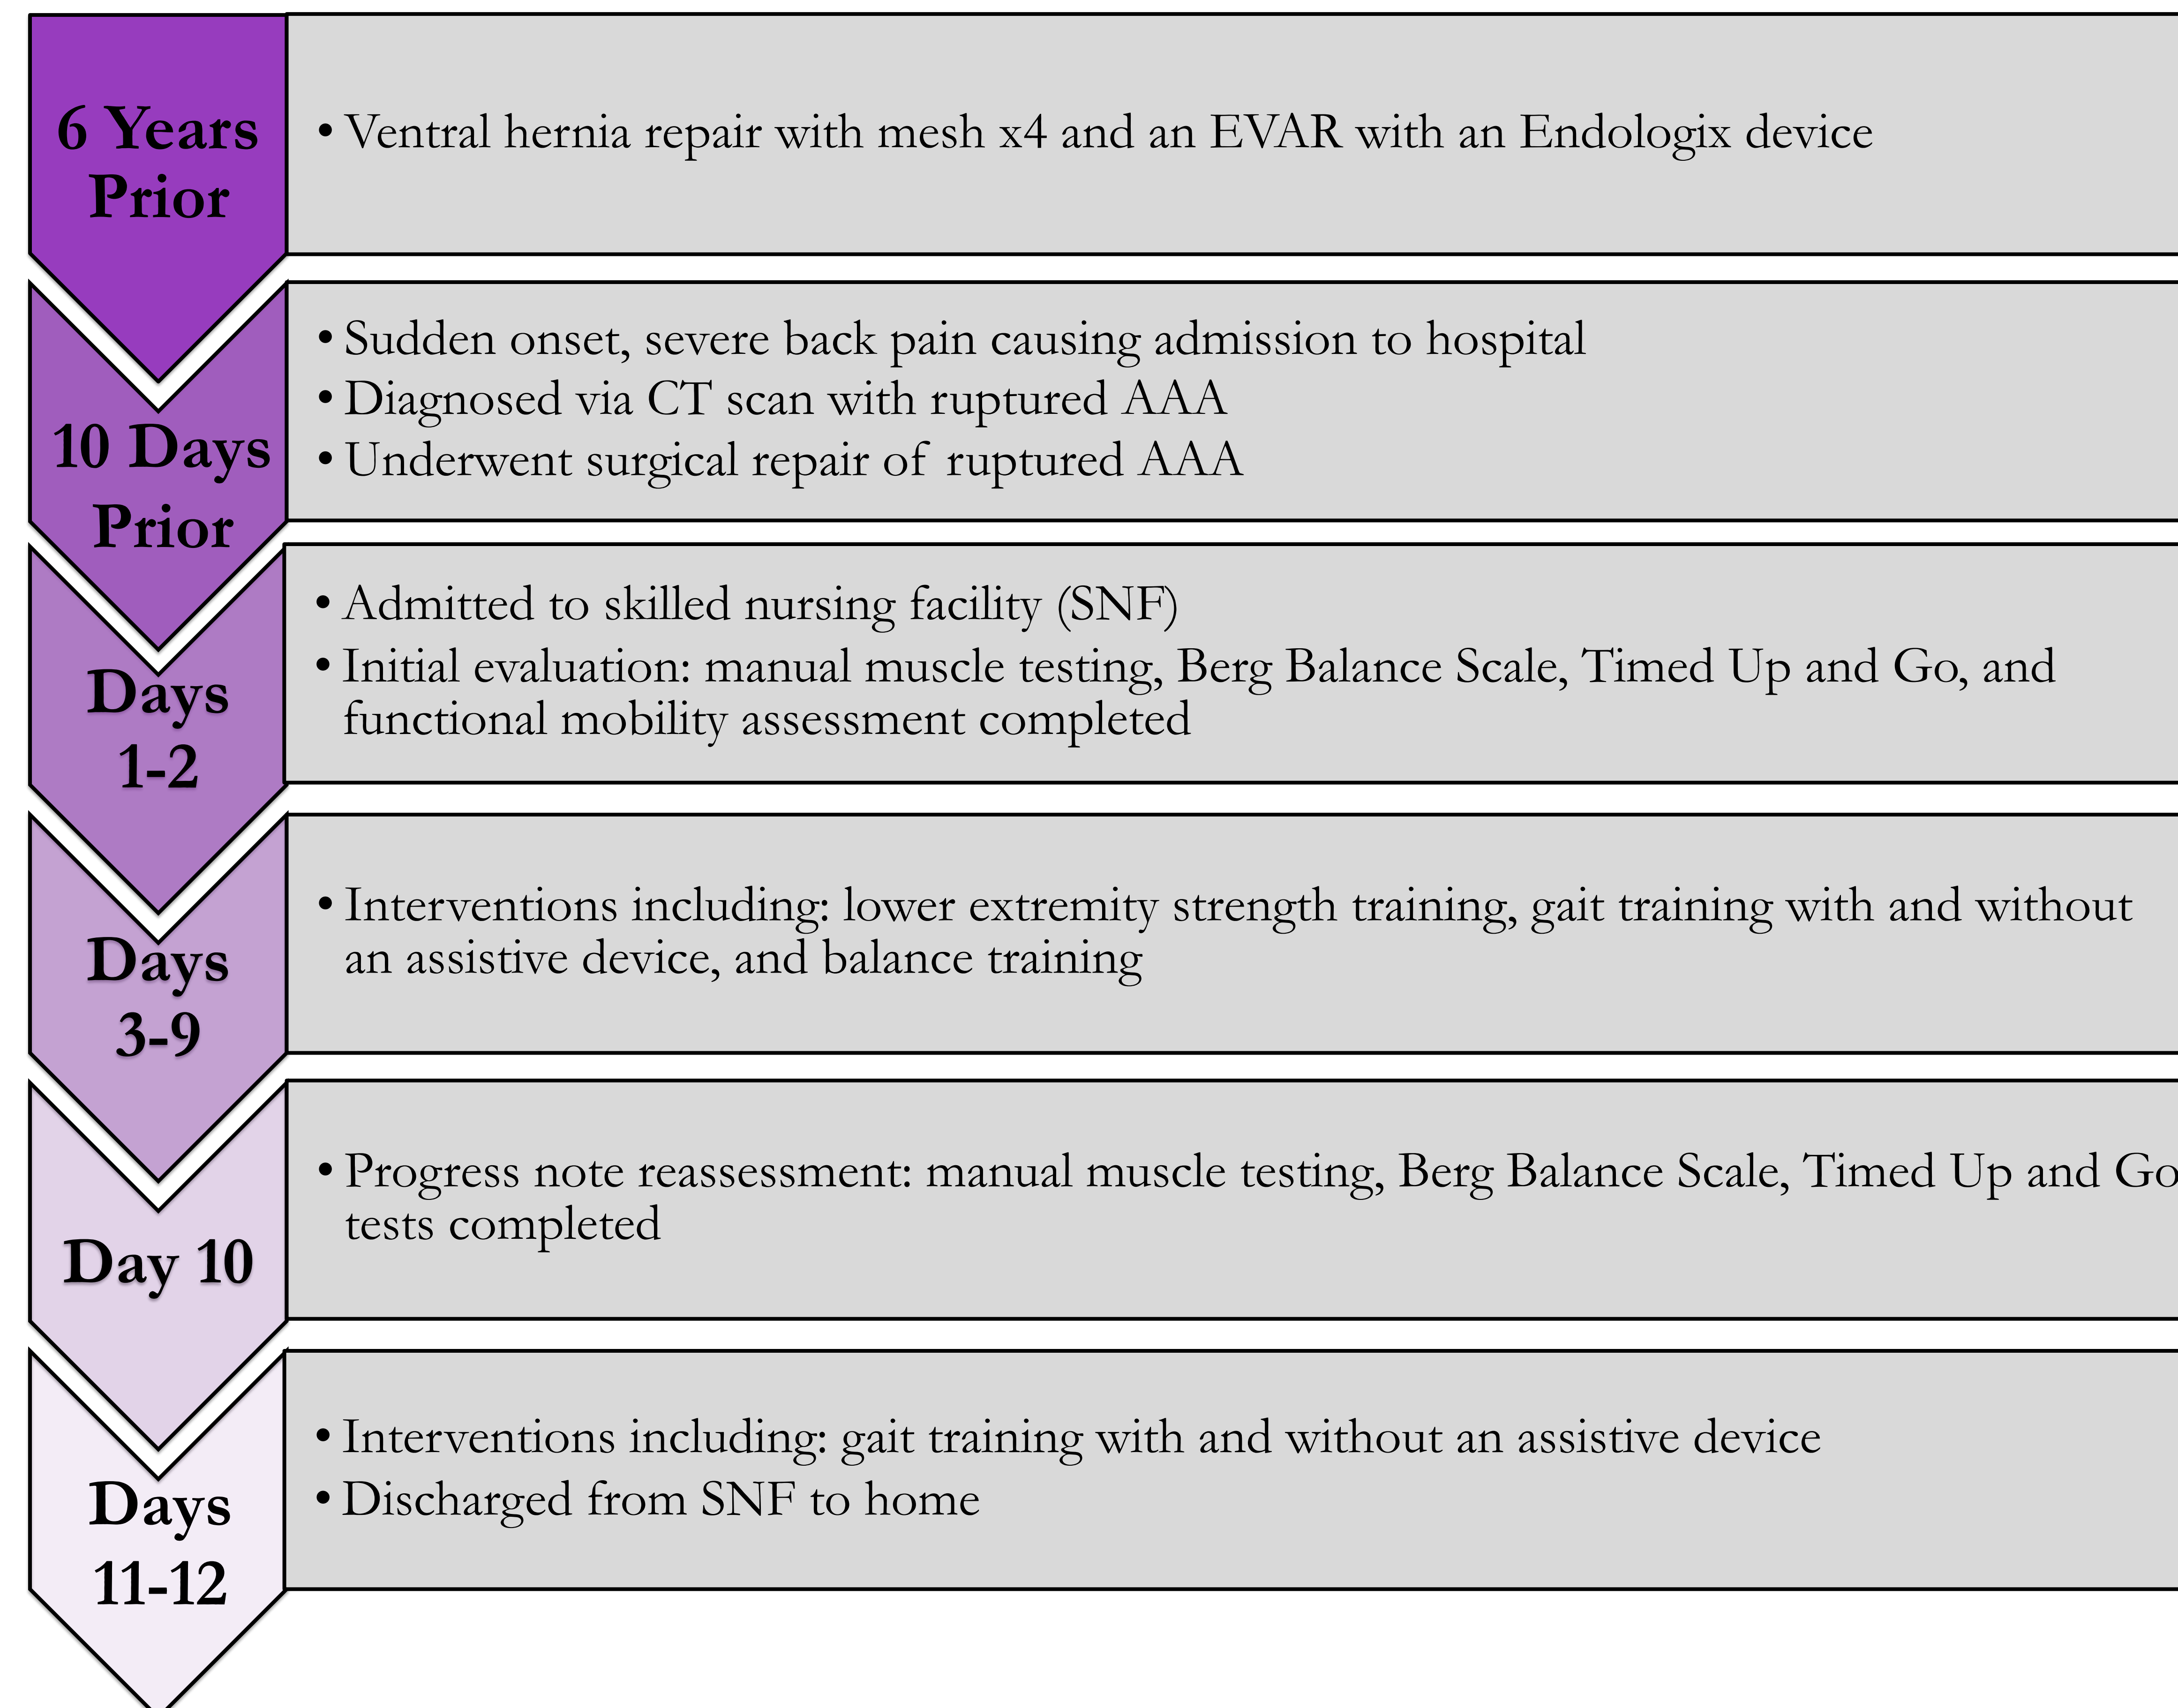 6 Years
Prior
• Ventral hernia repair with mesh x4 and an EVAR with an Endologix device
10 Days
Prior
• Sudden onset, severe back pain causing admission to hospital
• Diagnosed via CT scan with ruptured AAA
• Underwent surgical repair of ruptured AAA
Days
1-2
• Admitted to skilled nursing facility (SNF)
• Initial evaluation: manual muscle testing, Berg Balance Scale, Timed Up and Go, and
functional mobility assessment completed
Days
3-9
• Interventions including: lower extremity strength training, gait training with and without
an assistive device, and balance training
Day 10
• Progress note reassessment: manual muscle testing, Berg Balance Scale, Timed Up and Go
tests completed
Days
11-12
• Interventions including: gait training with and without an assistive device
• Discharged from SNF to home